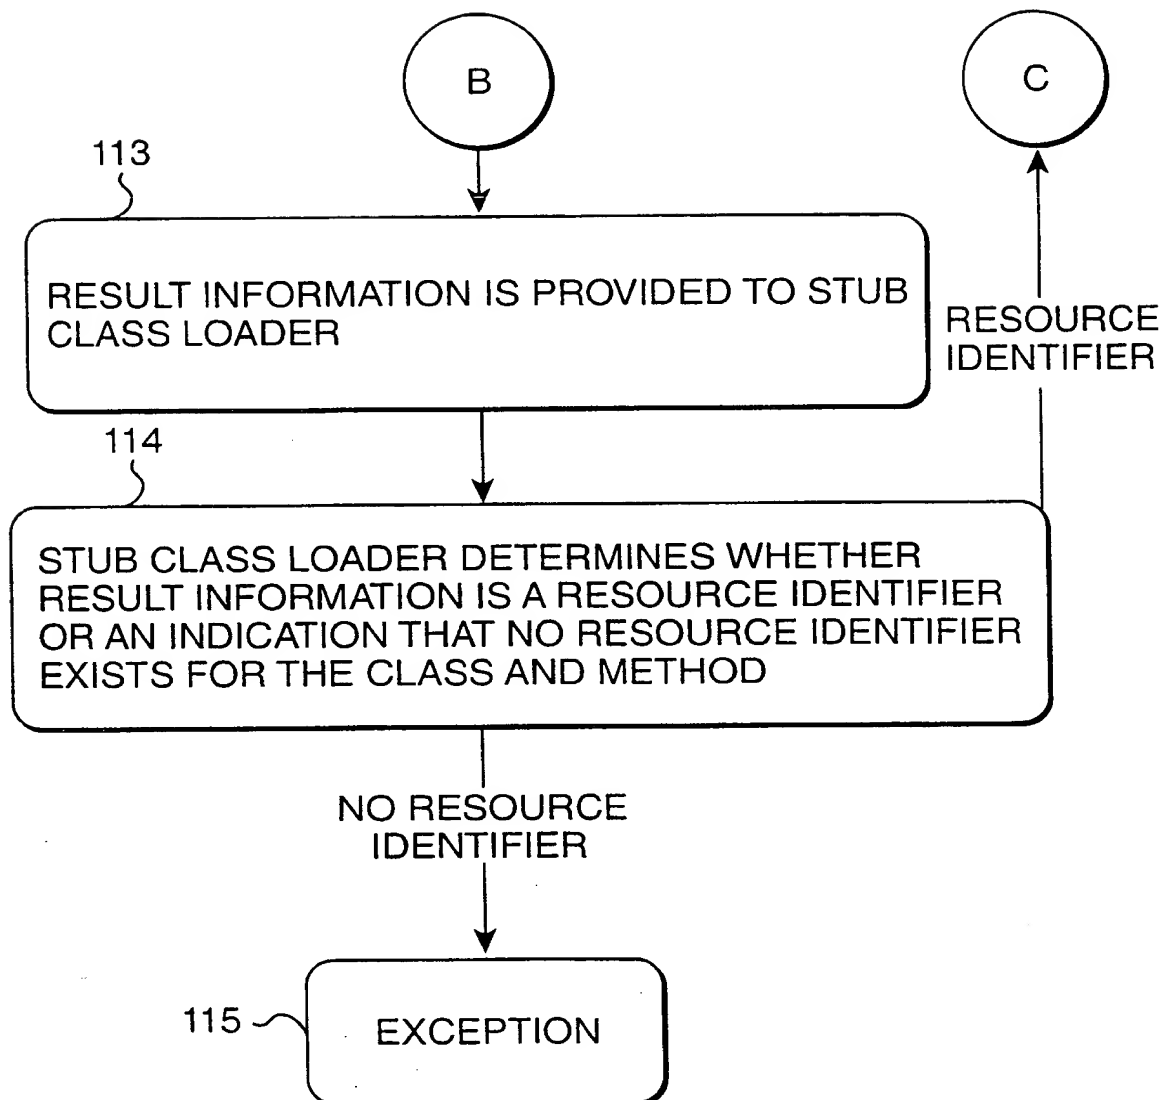 B
C
113
RESULT INFORMATION IS PROVIDED TO STUB
CLASS LOADER
RESOURCE
IDENTIFIER
114
STUB CLASS LOADER DETERMINES WHETHER
RESULT INFORMATION IS A RESOURCE IDENTIFIER
OR AN INDICATION THAT NO RESOURCE IDENTIFIER
EXISTS FOR THE CLASS AND METHOD
NO RESOURCE
IDENTIFIER
115
EXCEPTION